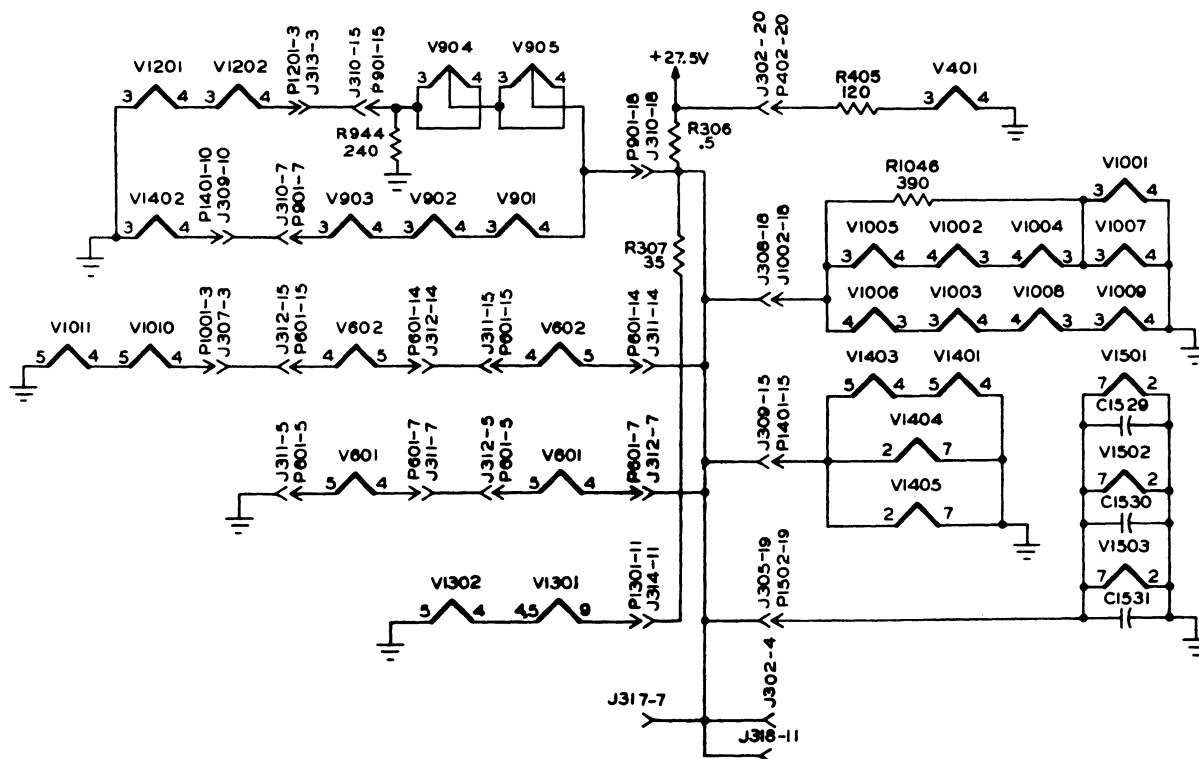 V1201
3 4
V1202
3 4
P1201-3
J313-3
J310-15
P901-15
V904
3 4
V905
3 4
R944
240
+27.5V
R306
.5
J302-20
P402-20
R405
120
V401
3 4
V1402
3 4
P1401-10
J309-10
J310-7
P901-7
V903
3 4
V902
3 4
V901
3 4
P901-18
J310-18
R307
35
J308-18
J1002-18
R1046
390
V1001
3 4
V1005
3 4
V1002
4 3
V1004
4 3
V1007
3 4
V1006
4 3
V1003
3 4
V1008
4 3
V1009
3 4
V1011
5 4
V1010
5 4
P1001-3
J307-3
J312-15
P601-15
V602
4 5
P601-14
J312-14
J311-15
P601-15
V602
4 5
P601-14
J311-14
J309-15
P1401-15
V1403
5 4
V1401
5 4
V1404
2 7
V1405
2 7
V1501
7 2
C1529
V1502
7 2
C1530
V1503
7 2
C1531
J311-5
P601-5
V601
5 4
P601-7
J311-7
J312-5
P601-5
V601
5 4
P601-7
J312-7
V1302
5 4
V1301
4,5 9
P1301-11
J314-11
J305-19
P1502-19
J317-7
J302-4
J318-11